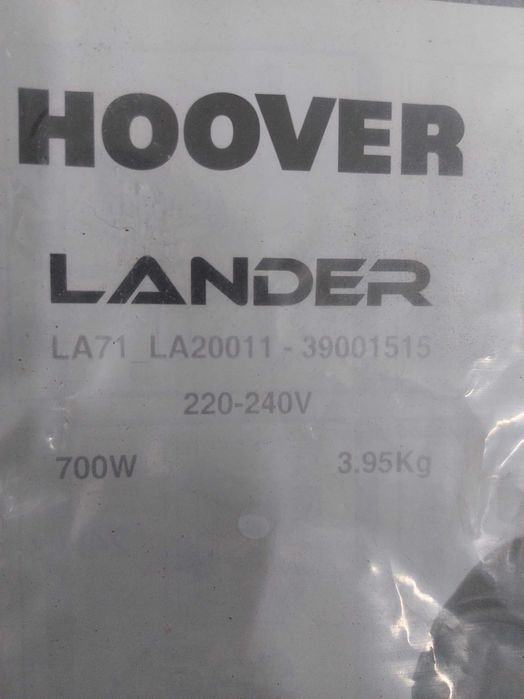 HOOVER
LANDER
LA71_LA20011 - 39001515
220-240V
700W 3.95Kg